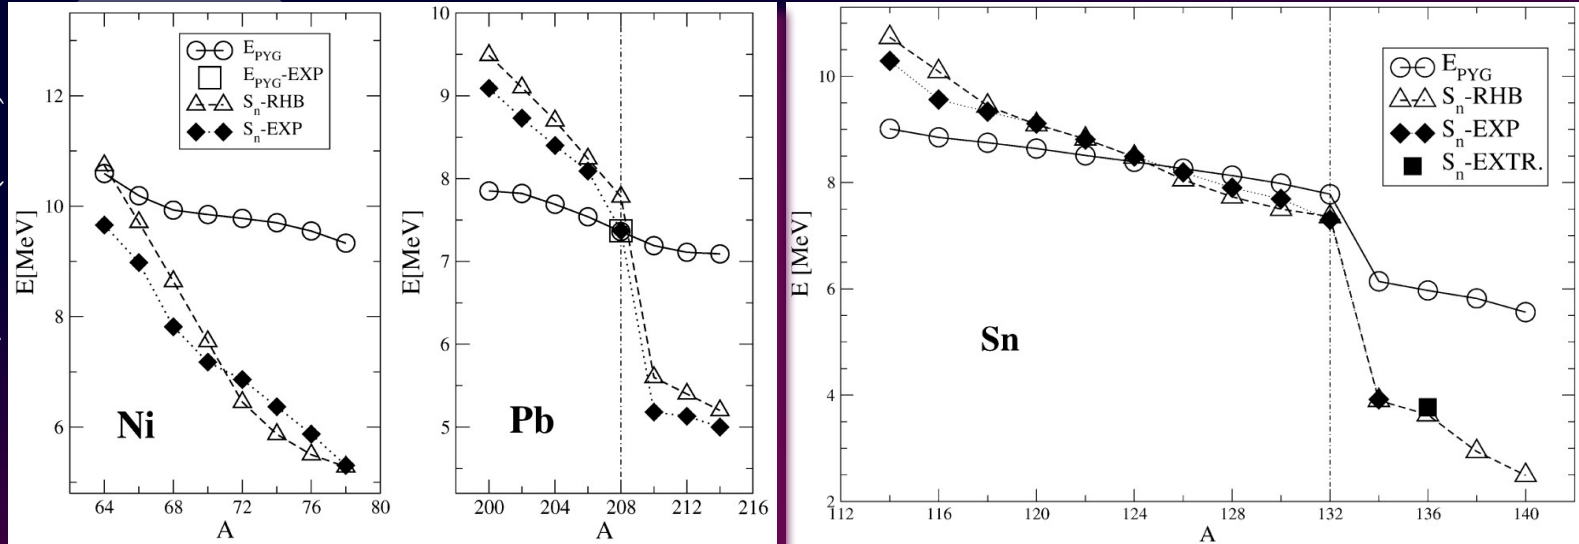 E_PYG
E_PYG-EXP
S_n-RHB
S_n-EXP
12
10
8
6
E[MeV]
Ni
64 68 72 76 80
A
10
9
8
7
6
5
E[MeV]
Pb
200 204 208 212 216
A
E_PYG
S_n-RHB
S_n-EXP
S_n-EXTR.
10
8
6
4
2
E [MeV]
Sn
112 116 120 124 128 132 136 140
A